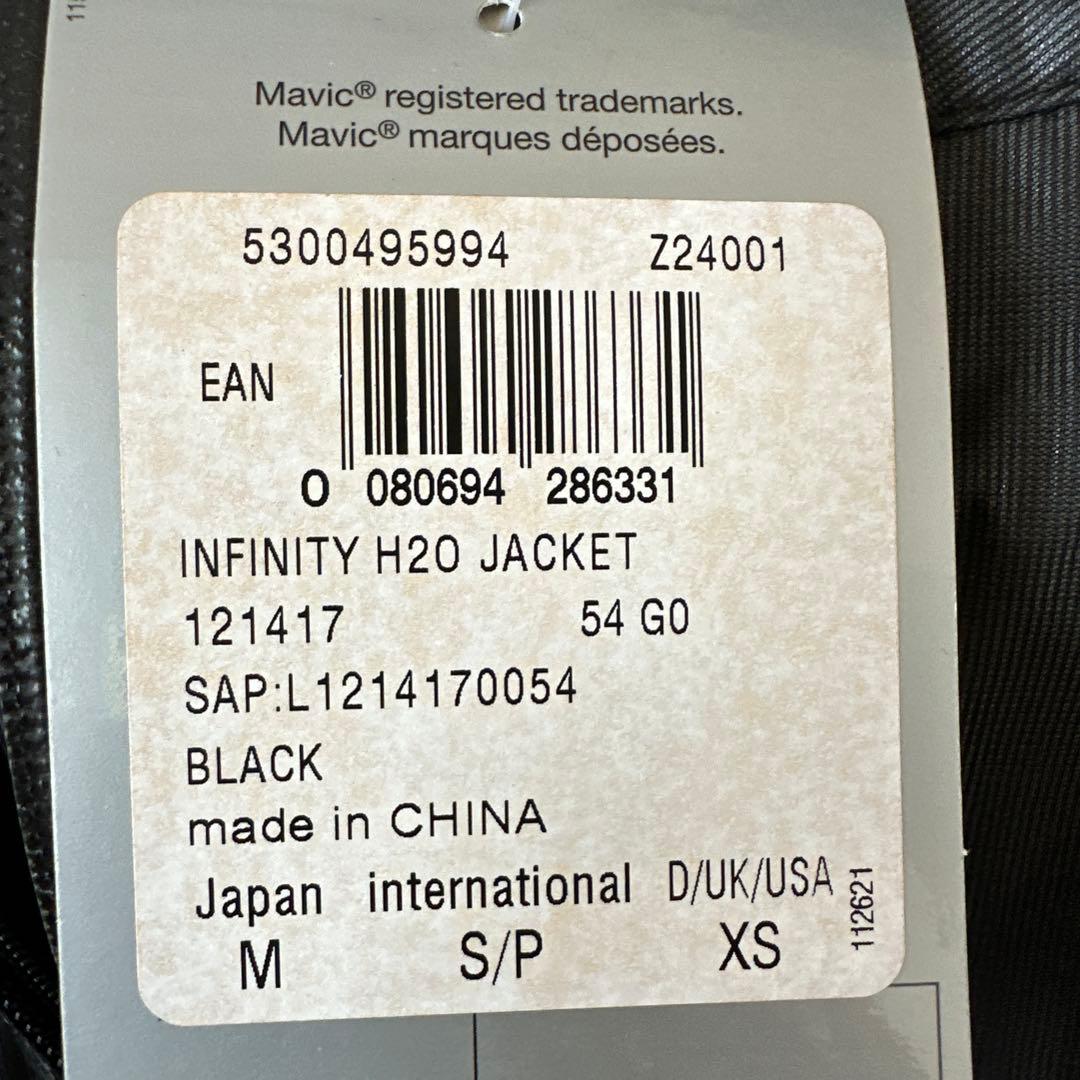 Mavic® registered trademarks.
Mavic® marques déposées.
5300495994 Z24001
EAN
0 080694 286331
INFINITY H2O JACKET
121417 54 G0
SAP:L1214170054
BLACK
made in CHINA
Japan international D/UK/USA
M S/P XS
112621